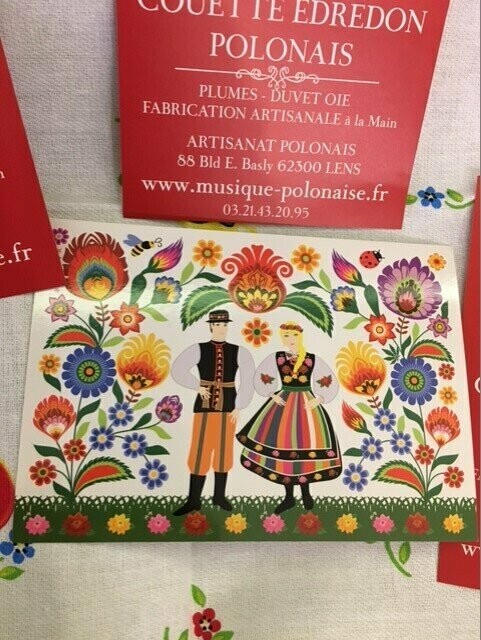 COUETTE EDREDON
POLONAIS
PLUMES - DUVET OIE
FABRICATION ARTISANALE à la Main
ARTISANAT POLONAIS
88 Bld E. Basly 62300 LENS
www.musique-polonaise.fr
03.21.43.20.95
e.fr